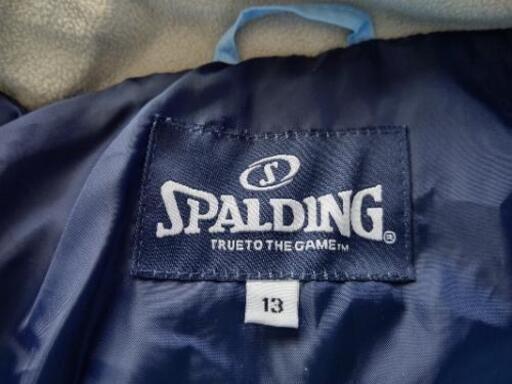 S
SPALDING®
TRUE TO THE GAME™
13